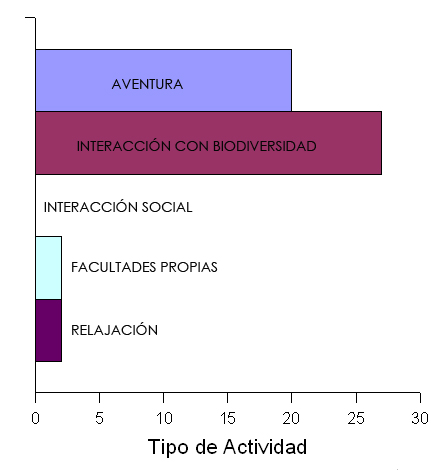 AVENTURA
INTERACCIÓN CON BIODIVERSIDAD
INTERACCIÓN SOCIAL
FACULTADES PROPIAS
RELAJACIÓN
0 5 10 15 20 25 30
Tipo de Actividad